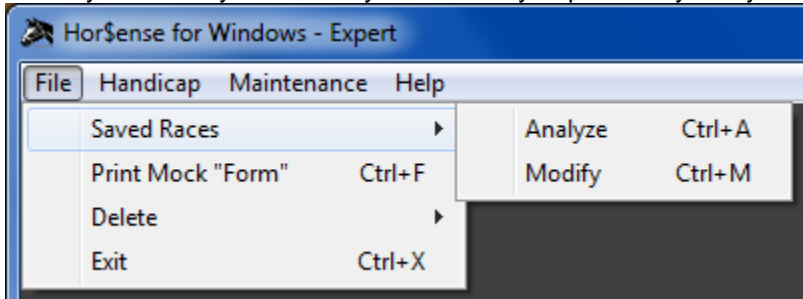 Hor$ense for Windows - Expert
File Handicap Maintenance Help
Saved Races
Analyze Ctrl+A
Print Mock "Form" Ctrl+F
Modify Ctrl+M
Delete
Exit Ctrl+X